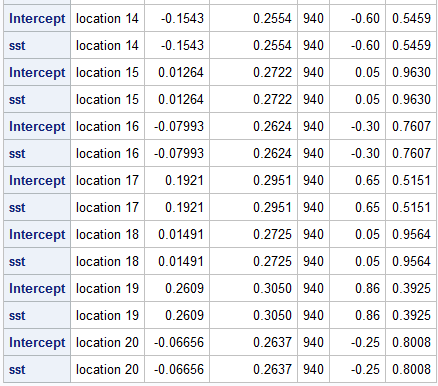 Intercept location 14 -0.1543 0.2554 940 -0.60 0.5459
sst location 14 -0.1543 0.2554 940 -0.60 0.5459
Intercept location 15 0.01264 0.2722 940 0.05 0.9630
sst location 15 0.01264 0.2722 940 0.05 0.9630
Intercept location 16 -0.07993 0.2624 940 -0.30 0.7607
sst location 16 -0.07993 0.2624 940 -0.30 0.7607
Intercept location 17 0.1921 0.2951 940 0.65 0.5151
sst location 17 0.1921 0.2951 940 0.65 0.5151
Intercept location 18 0.01491 0.2725 940 0.05 0.9564
sst location 18 0.01491 0.2725 940 0.05 0.9564
Intercept location 19 0.2609 0.3050 940 0.86 0.3925
sst location 19 0.2609 0.3050 940 0.86 0.3925
Intercept location 20 -0.06656 0.2637 940 -0.25 0.8008
sst location 20 -0.06656 0.2637 940 -0.25 0.8008